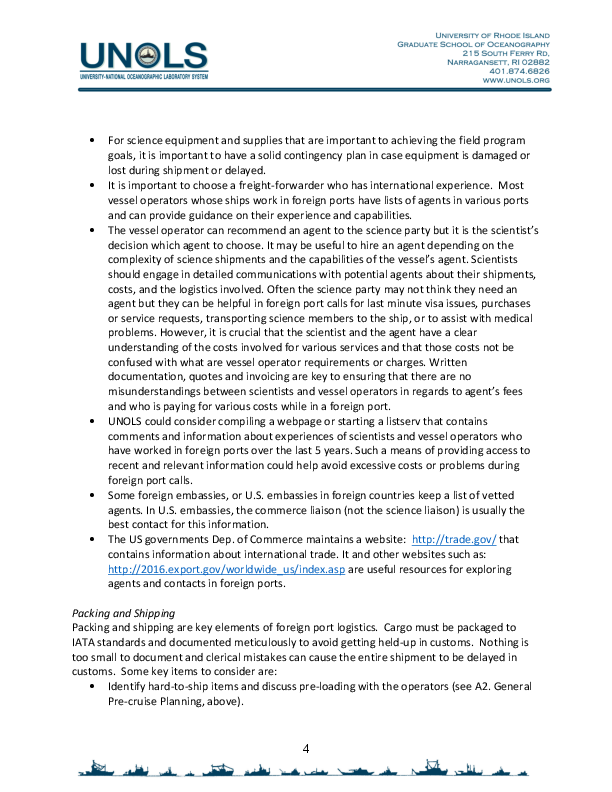 UNOLS
UNIVERSITY-NATIONAL OCEANOGRAPHIC LABORATORY SYSTEM
UNIVERSITY OF RHODE ISLAND
GRADUATE SCHOOL OF OCEANOGRAPHY
215 SOUTH FERRY RD,
NARRAGANSETT, RI 02882
401.874.6826
WWW.UNOLS.ORG
• For science equipment and supplies that are important to achieving the field program
goals, it is important to have a solid contingency plan in case equipment is damaged or
lost during shipment or delayed.
• It is important to choose a freight-forwarder who has international experience. Most
vessel operators whose ships work in foreign ports have lists of agents in various ports
and can provide guidance on their experience and capabilities.
• The vessel operator can recommend an agent to the science party but it is the scientist's
decision which agent to choose. It may be useful to hire an agent depending on the
complexity of science shipments and the capabilities of the vessel's agent. Scientists
should engage in detailed communications with potential agents about their shipments,
costs, and the logistics involved. Often the science party may not think they need an
agent but they can be helpful in foreign port calls for last minute visa issues, purchases
or service requests, transporting science members to the ship, or to assist with medical
problems. However, it is crucial that the scientist and the agent have a clear
understanding of the costs involved for various services and that those costs not be
confused with what are vessel operator requirements or charges. Written
documentation, quotes and invoicing are key to ensuring that there are no
misunderstandings between scientists and vessel operators in regards to agent's fees
and who is paying for various costs while in a foreign port.
• UNOLS could consider compiling a webpage or starting a listserv that contains
comments and information about experiences of scientists and vessel operators who
have worked in foreign ports over the last 5 years. Such a means of providing access to
recent and relevant information could help avoid excessive costs or problems during
foreign port calls.
• Some foreign embassies, or U.S. embassies in foreign countries keep a list of vetted
agents. In U.S. embassies, the commerce liaison (not the science liaison) is usually the
best contact for this information.
• The US governments Dep. of Commerce maintains a website: http://trade.gov/ that
contains information about international trade. It and other websites such as:
http://2016.export.gov/worldwide_us/index.asp are useful resources for exploring
agents and contacts in foreign ports.
Packing and Shipping
Packing and shipping are key elements of foreign port logistics. Cargo must be packaged to
IATA standards and documented meticulously to avoid getting held-up in customs. Nothing is
too small to document and clerical mistakes can cause the entire shipment to be delayed in
customs. Some key items to consider are:
• Identify hard-to-ship items and discuss pre-loading with the operators (see A2. General
Pre-cruise Planning, above).
4